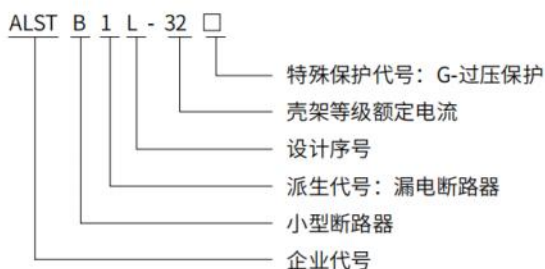 ALST B 1 L - 32 □
特殊保护代号：G-过压保护
壳架等级额定电流
设计序号
派生代号：漏电断路器
小型断路器
企业代号